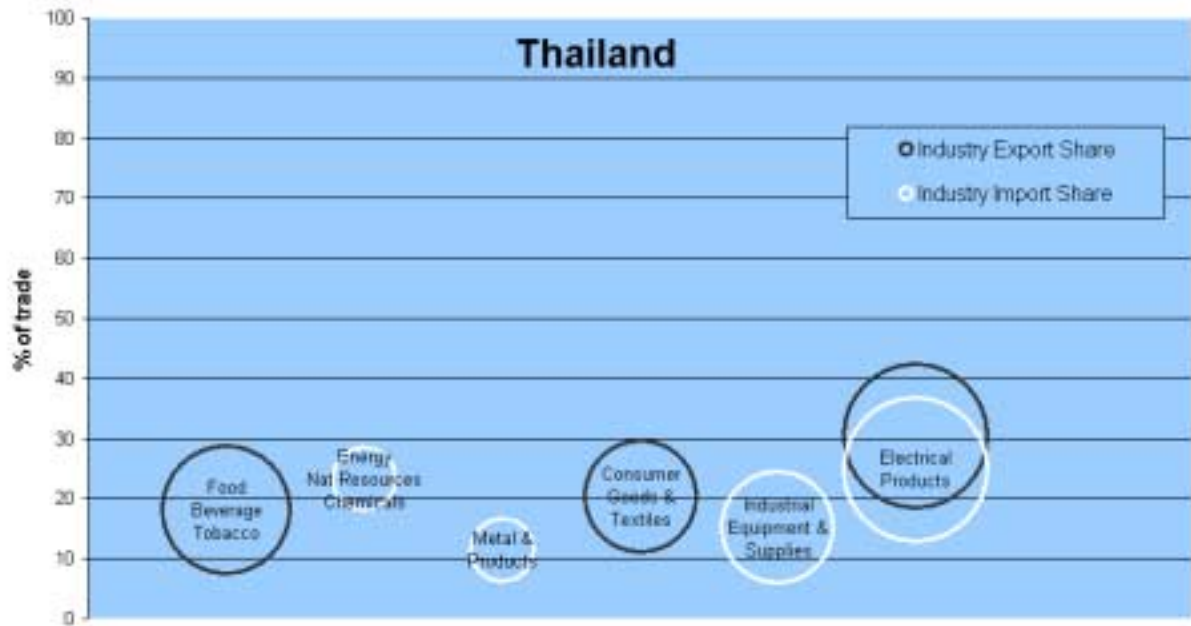 Thailand
100
90
80
70
60
50
40
30
20
10
0
% of trade
Industry Export Share
Industry Import Share
Food
Beverage
Tobacco
Energy,
Nat Resources
Chemicals
Metal &
Products
Consumer
Goods &
Textiles
Industrial
Equipment &
Supplies
Electrical
Products